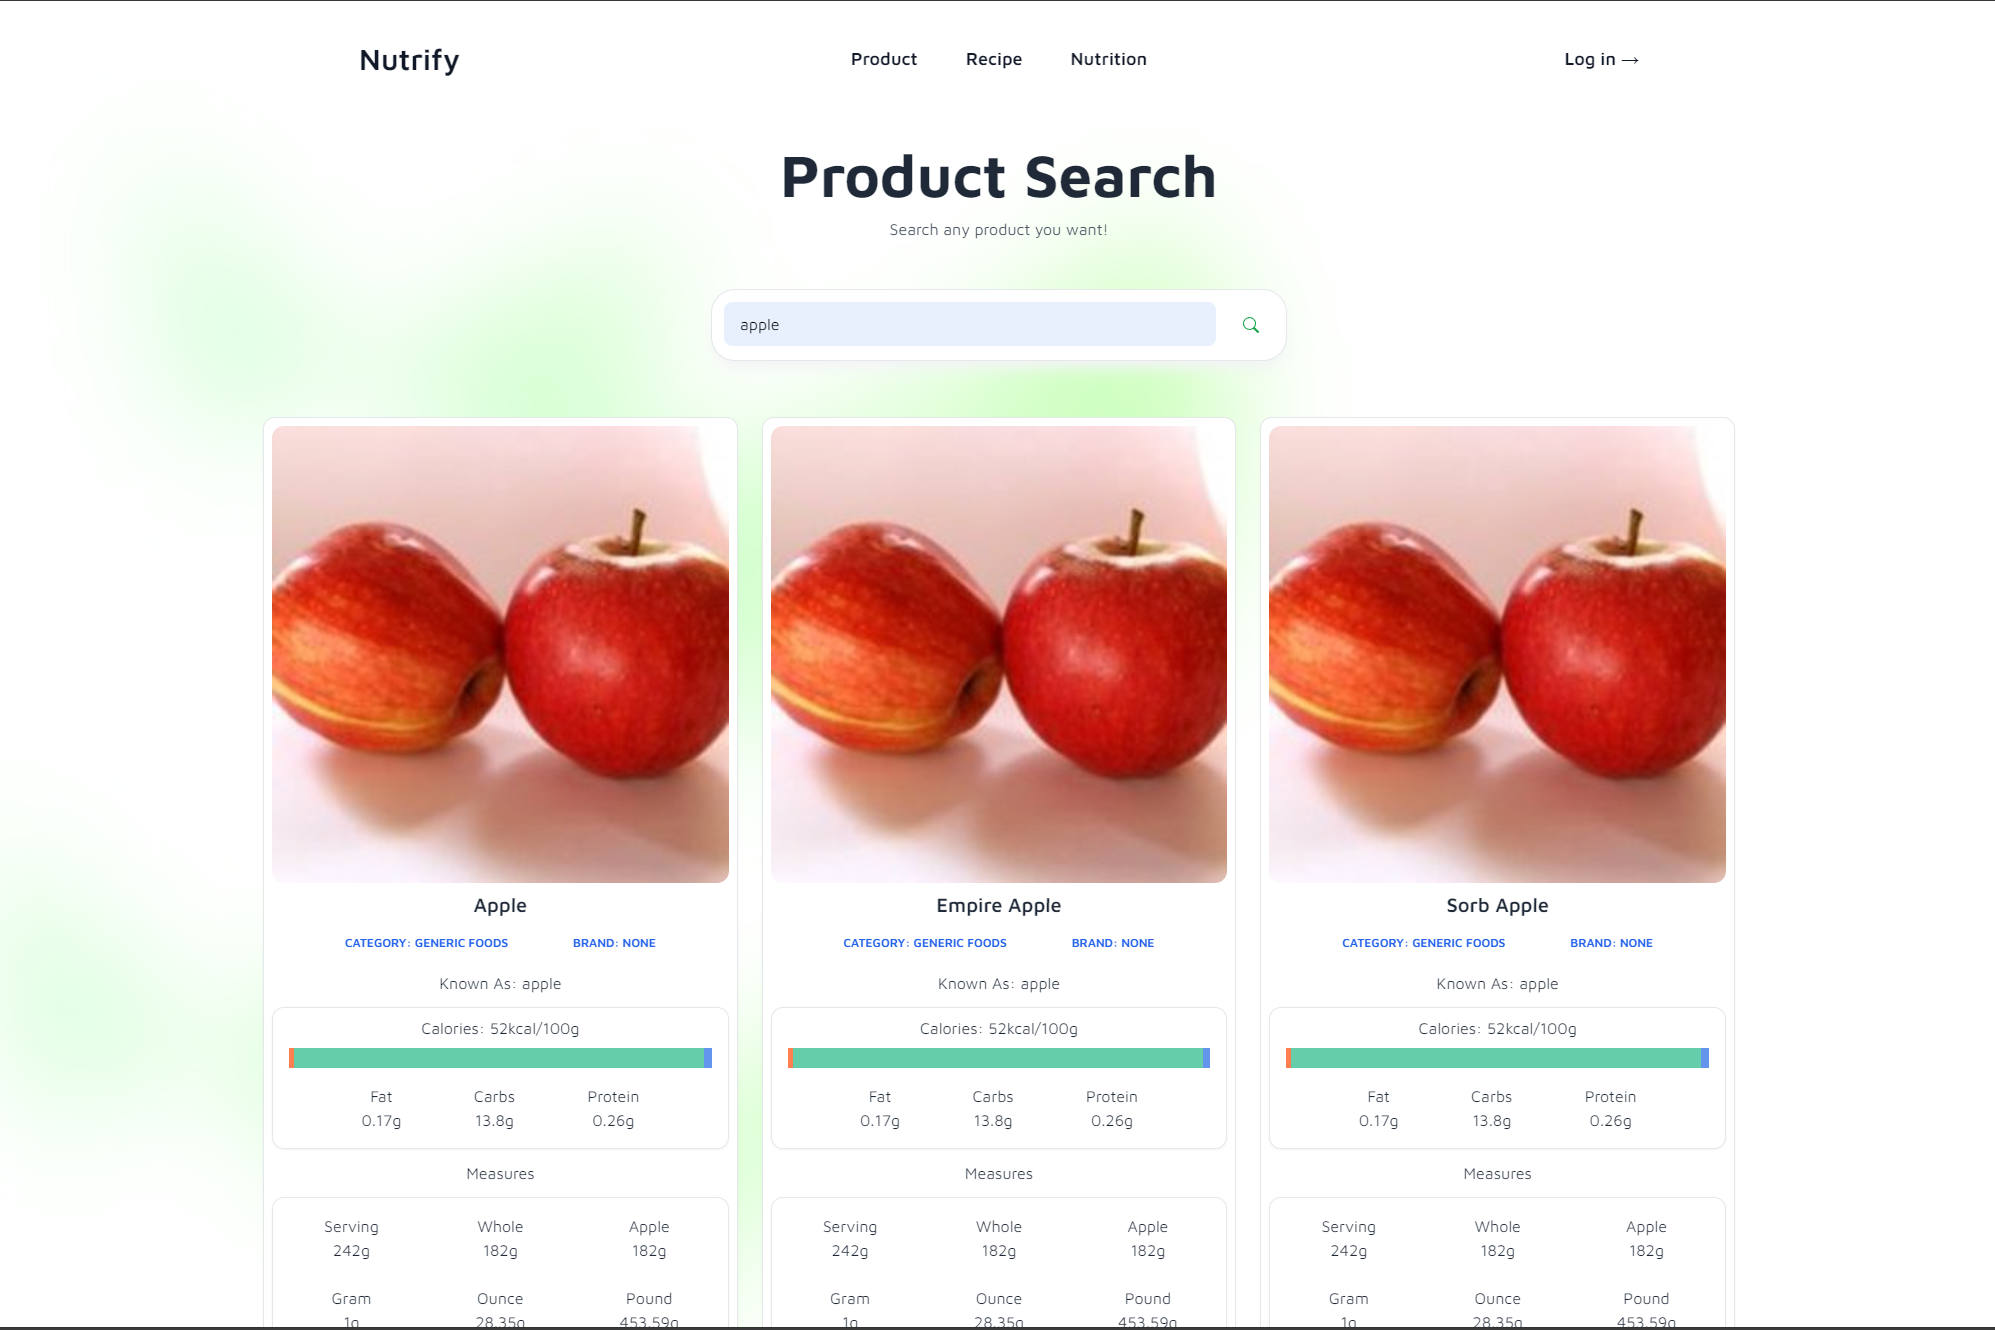 Nutrify
Product Recipe Nutrition
Log in →
Product Search
Search any product you want!
apple
Apple
CATEGORY: GENERIC FOODS BRAND: NONE
Known As: apple
Calories: 52kcal/100g
Fat Carbs Protein
0.17g 13.8g 0.26g
Measures
Serving Whole Apple
242g 182g 182g
Gram Ounce Pound
1g 28.35g 453.59g
Empire Apple
CATEGORY: GENERIC FOODS BRAND: NONE
Known As: apple
Calories: 52kcal/100g
Fat Carbs Protein
0.17g 13.8g 0.26g
Measures
Serving Whole Apple
242g 182g 182g
Gram Ounce Pound
1g 28.35g 453.59g
Sorb Apple
CATEGORY: GENERIC FOODS BRAND: NONE
Known As: apple
Calories: 52kcal/100g
Fat Carbs Protein
0.17g 13.8g 0.26g
Measures
Serving Whole Apple
242g 182g 182g
Gram Ounce Pound
1g 28.35g 453.59g